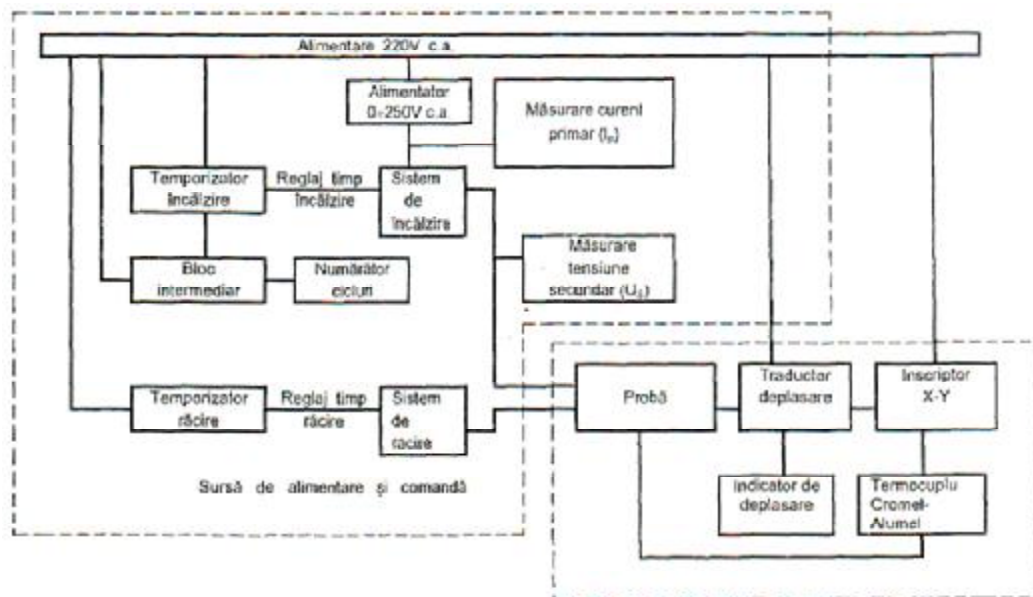 Alimentare 220V c.a.
Alimentator
0÷250V c.a.
Măsurare curent
primar (Iₚ)
Temporizator
încălzire
Reglaj timp
încălzire
Sistem
de
încălzire
Bloc
intermediar
Numărător
cicluri
Măsurare
tensiune
secundar (Uₛ)
Temporizator
răcire
Reglaj timp
răcire
Sistem
de
racire
Probă
Traductor
deplasare
Inscriptor
X-Y
Sursă de alimentare și comandă
Indicator de
deplasare
Termocuplu
Cromel-
Alumel